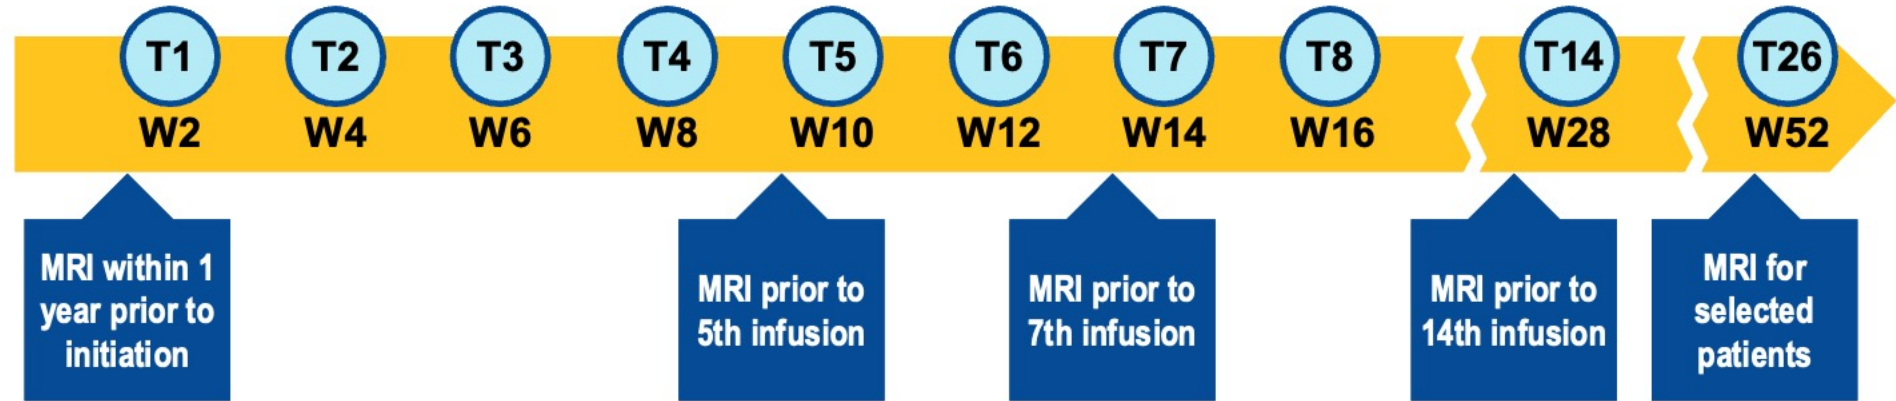 T1 T2 T3 T4 T5 T6 T7 T8 T14 T26
W2 W4 W6 W8 W10 W12 W14 W16 W28 W52
MRI within 1
year prior to
initiation
MRI prior to
5th infusion
MRI prior to
7th infusion
MRI prior to
14th infusion
MRI for
selected
patients